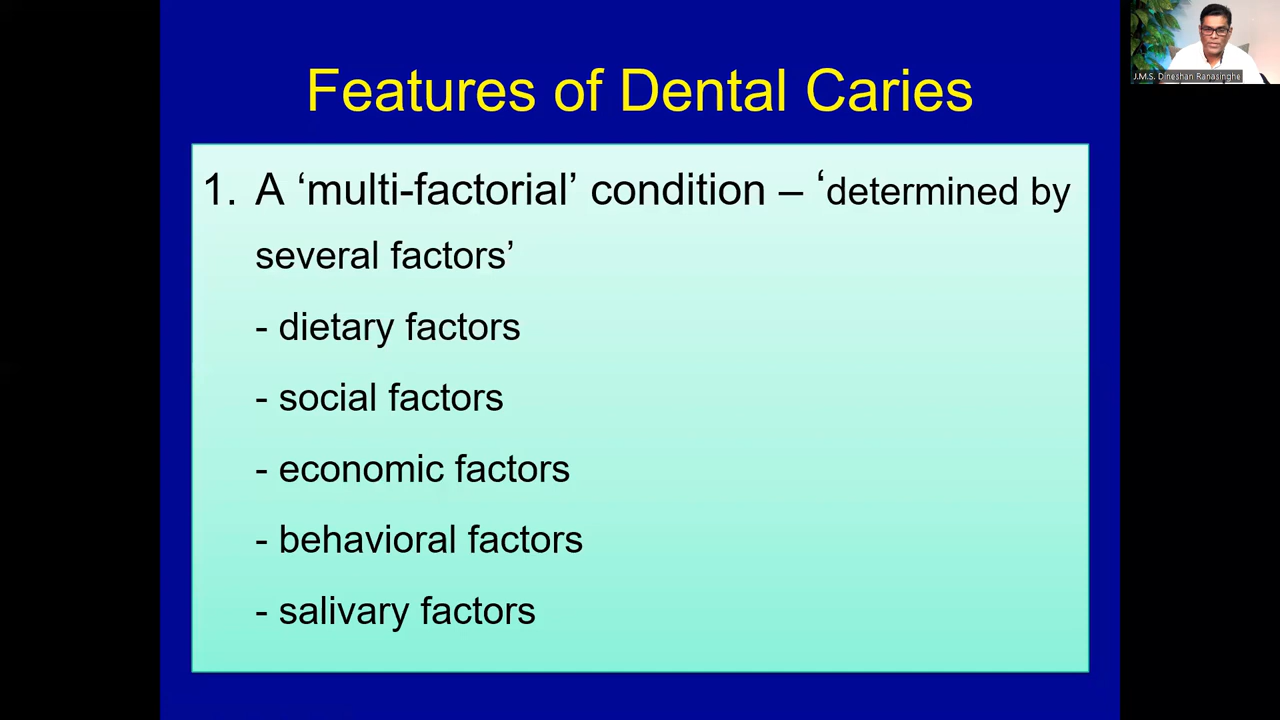 Features of Dental Caries
1. A ‘multi-factorial’ condition – ‘determined by
several factors’
- dietary factors
- social factors
- economic factors
- behavioral factors
- salivary factors
J.M.S. Dineshan Ranasinghe